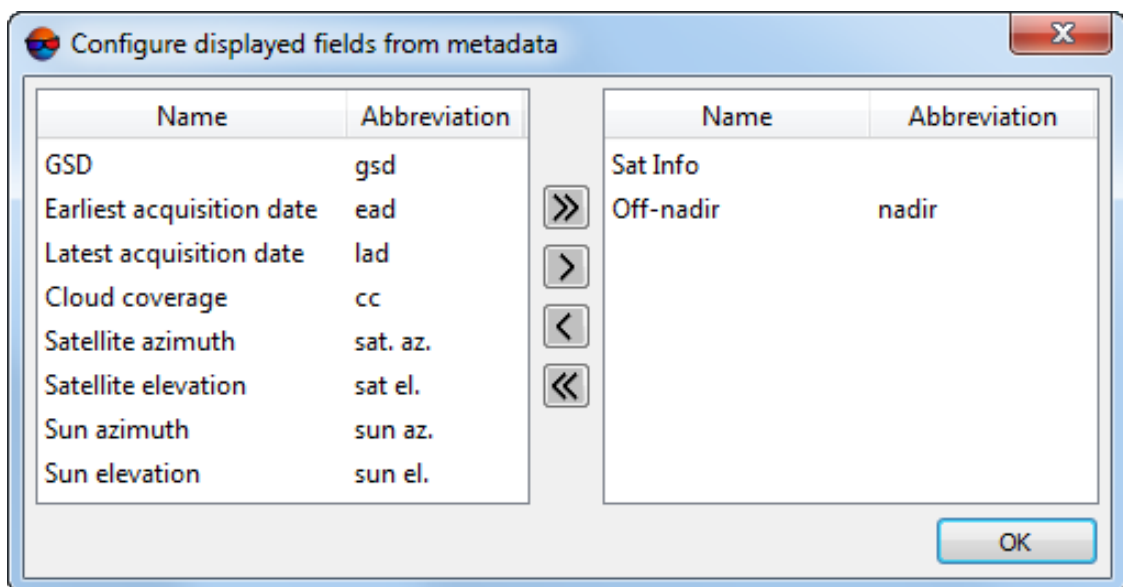 Configure displayed fields from metadata
Name Abbreviation
GSD gsd
Earliest acquisition date ead
Latest acquisition date lad
Cloud coverage cc
Satellite azimuth sat. az.
Satellite elevation sat el.
Sun azimuth sun az.
Sun elevation sun el.
Name Abbreviation
Sat Info
Off-nadir nadir
OK